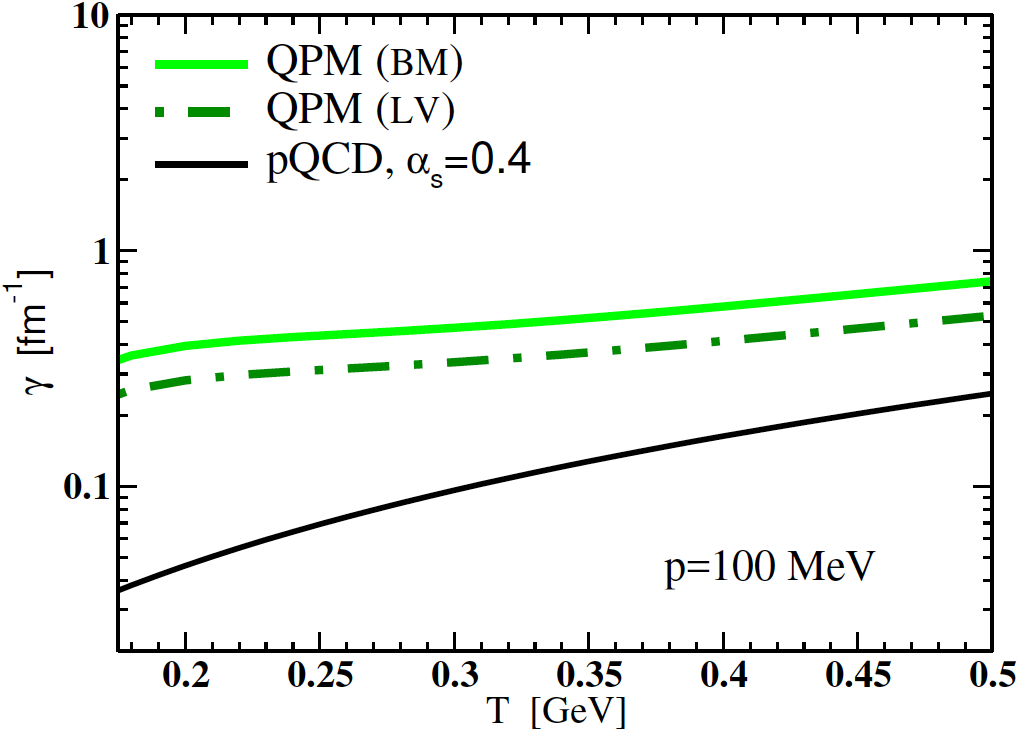 10
QPM (BM)
QPM (LV)
pQCD, αs=0.4
1
γ [fm-1]
0.1
p=100 MeV
0.2 0.25 0.3 0.35 0.4 0.45 0.5
T [GeV]